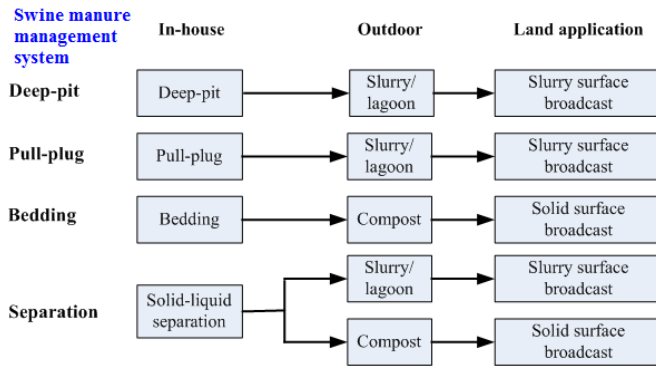 Swine manure
management
system
In-house
Outdoor
Land application
Deep-pit
Deep-pit
Slurry/
lagoon
Slurry surface
broadcast
Pull-plug
Pull-plug
Slurry/
lagoon
Slurry surface
broadcast
Bedding
Bedding
Compost
Solid surface
broadcast
Separation
Solid-liquid
separation
Slurry/
lagoon
Slurry surface
broadcast
Compost
Solid surface
broadcast